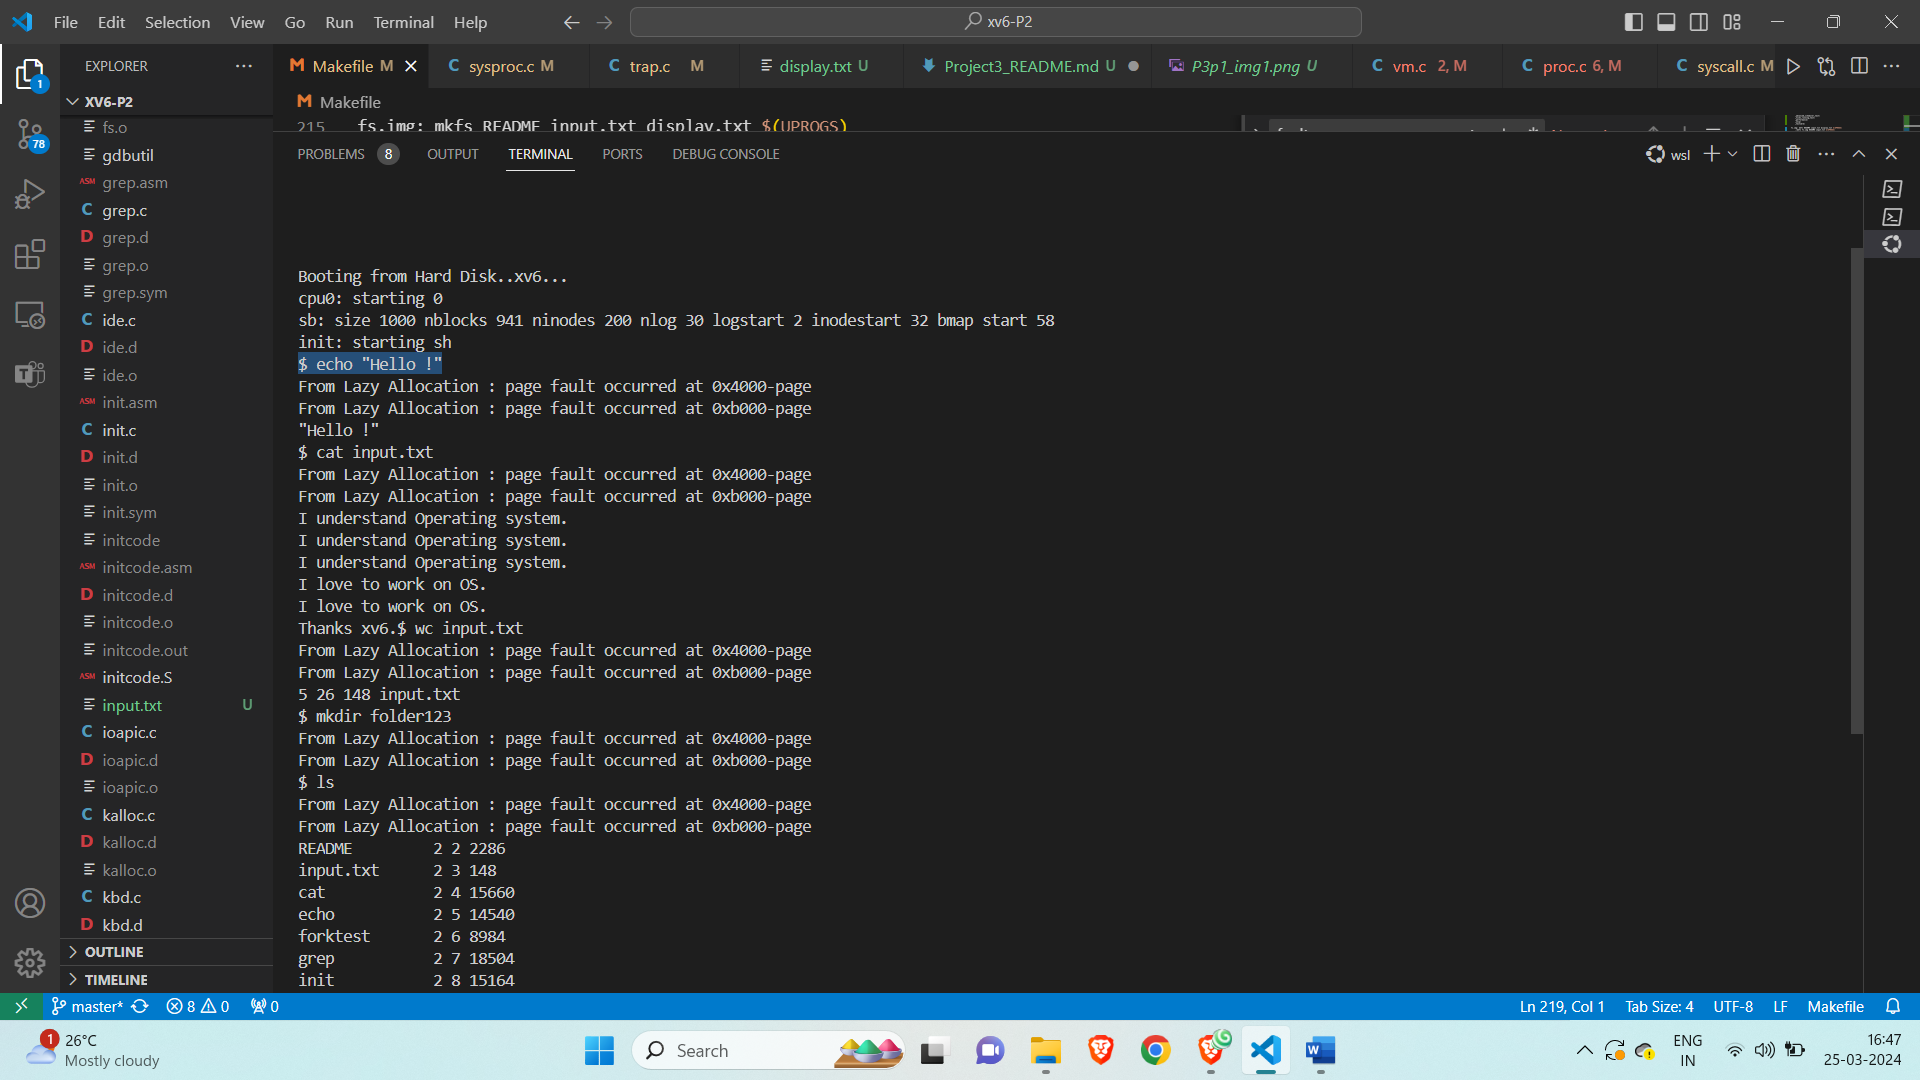 File Edit Selection View Go Run Terminal Help
xv6-P2
EXPLORER
Makefile M
sysproc.c M
trap.c M
display.txt U
Project3_README.md U
P3p1_img1.png U
vm.c 2, M
proc.c 6, M
syscall.c M
XV6-P2
Makefile
215 fs.img: mkfs README input.txt display.txt $(UPROGS)
PROBLEMS 8 OUTPUT TERMINAL PORTS DEBUG CONSOLE
wsl
1
78
fs.o
gdbutil
ASM grep.asm
C grep.c
D grep.d
grep.o
grep.sym
C ide.c
D ide.d
ide.o
ASM init.asm
C init.c
D init.d
init.o
init.sym
initcode
ASM initcode.asm
D initcode.d
initcode.o
initcode.out
ASM initcode.S
input.txt U
C ioapic.c
D ioapic.d
ioapic.o
C kalloc.c
D kalloc.d
kalloc.o
C kbd.c
D kbd.d
OUTLINE
TIMELINE
Booting from Hard Disk..xv6...
cpu0: starting 0
sb: size 1000 nblocks 941 ninodes 200 nlog 30 logstart 2 inodestart 32 bmap start 58
init: starting sh
$ echo "Hello !"
From Lazy Allocation : page fault occurred at 0x4000-page
From Lazy Allocation : page fault occurred at 0xb000-page
"Hello !"
$ cat input.txt
From Lazy Allocation : page fault occurred at 0x4000-page
From Lazy Allocation : page fault occurred at 0xb000-page
I understand Operating system.
I understand Operating system.
I understand Operating system.
I love to work on OS.
I love to work on OS.
Thanks xv6.$ wc input.txt
From Lazy Allocation : page fault occurred at 0x4000-page
From Lazy Allocation : page fault occurred at 0xb000-page
5 26 148 input.txt
$ mkdir folder123
From Lazy Allocation : page fault occurred at 0x4000-page
From Lazy Allocation : page fault occurred at 0xb000-page
$ ls
From Lazy Allocation : page fault occurred at 0x4000-page
From Lazy Allocation : page fault occurred at 0xb000-page
README 2 2 2286
input.txt 2 3 148
cat 2 4 15660
echo 2 5 14540
forktest 2 6 8984
grep 2 7 18504
init 2 8 15164
master* 8 0 0
Ln 219, Col 1 Tab Size: 4 UTF-8 LF Makefile
1
26°C
Mostly cloudy
Search
ENG
IN
16:47
25-03-2024